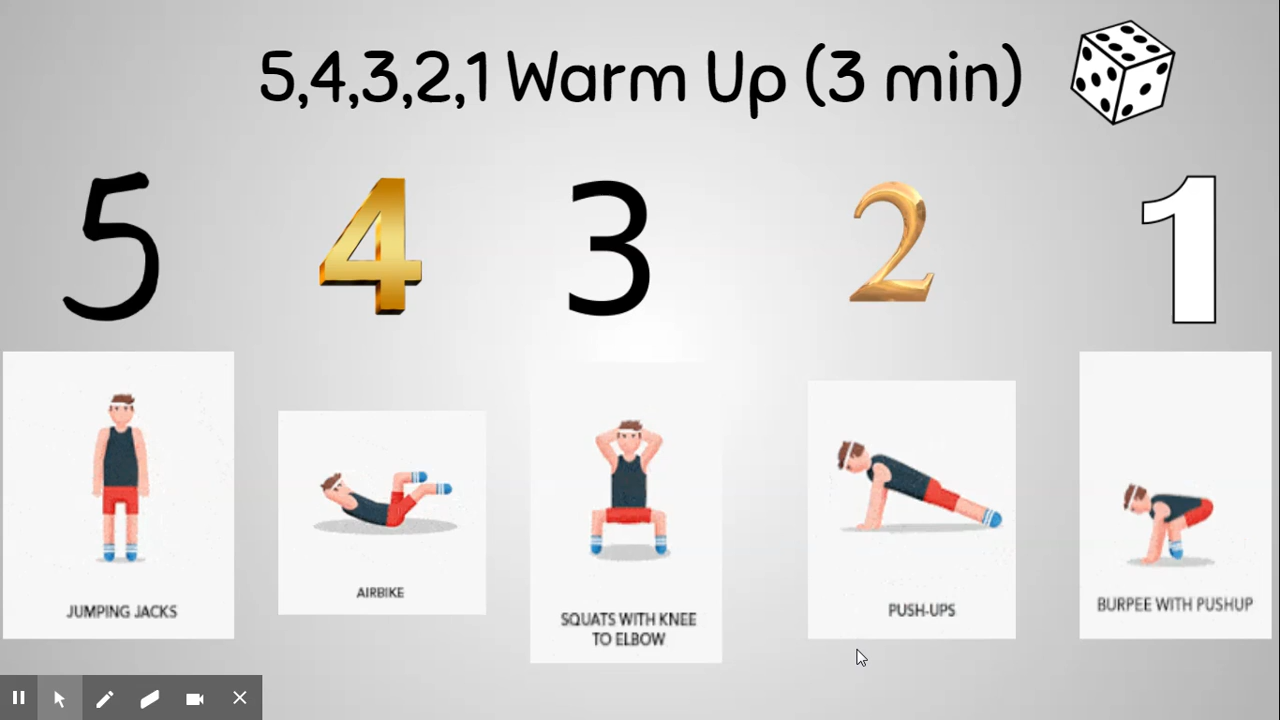 5,4,3,2,1 Warm Up (3 min)
5
4
3
2
1
JUMPING JACKS
AIRBIKE
SQUATS WITH KNEE
TO ELBOW
PUSH-UPS
BURPEE WITH PUSHUP